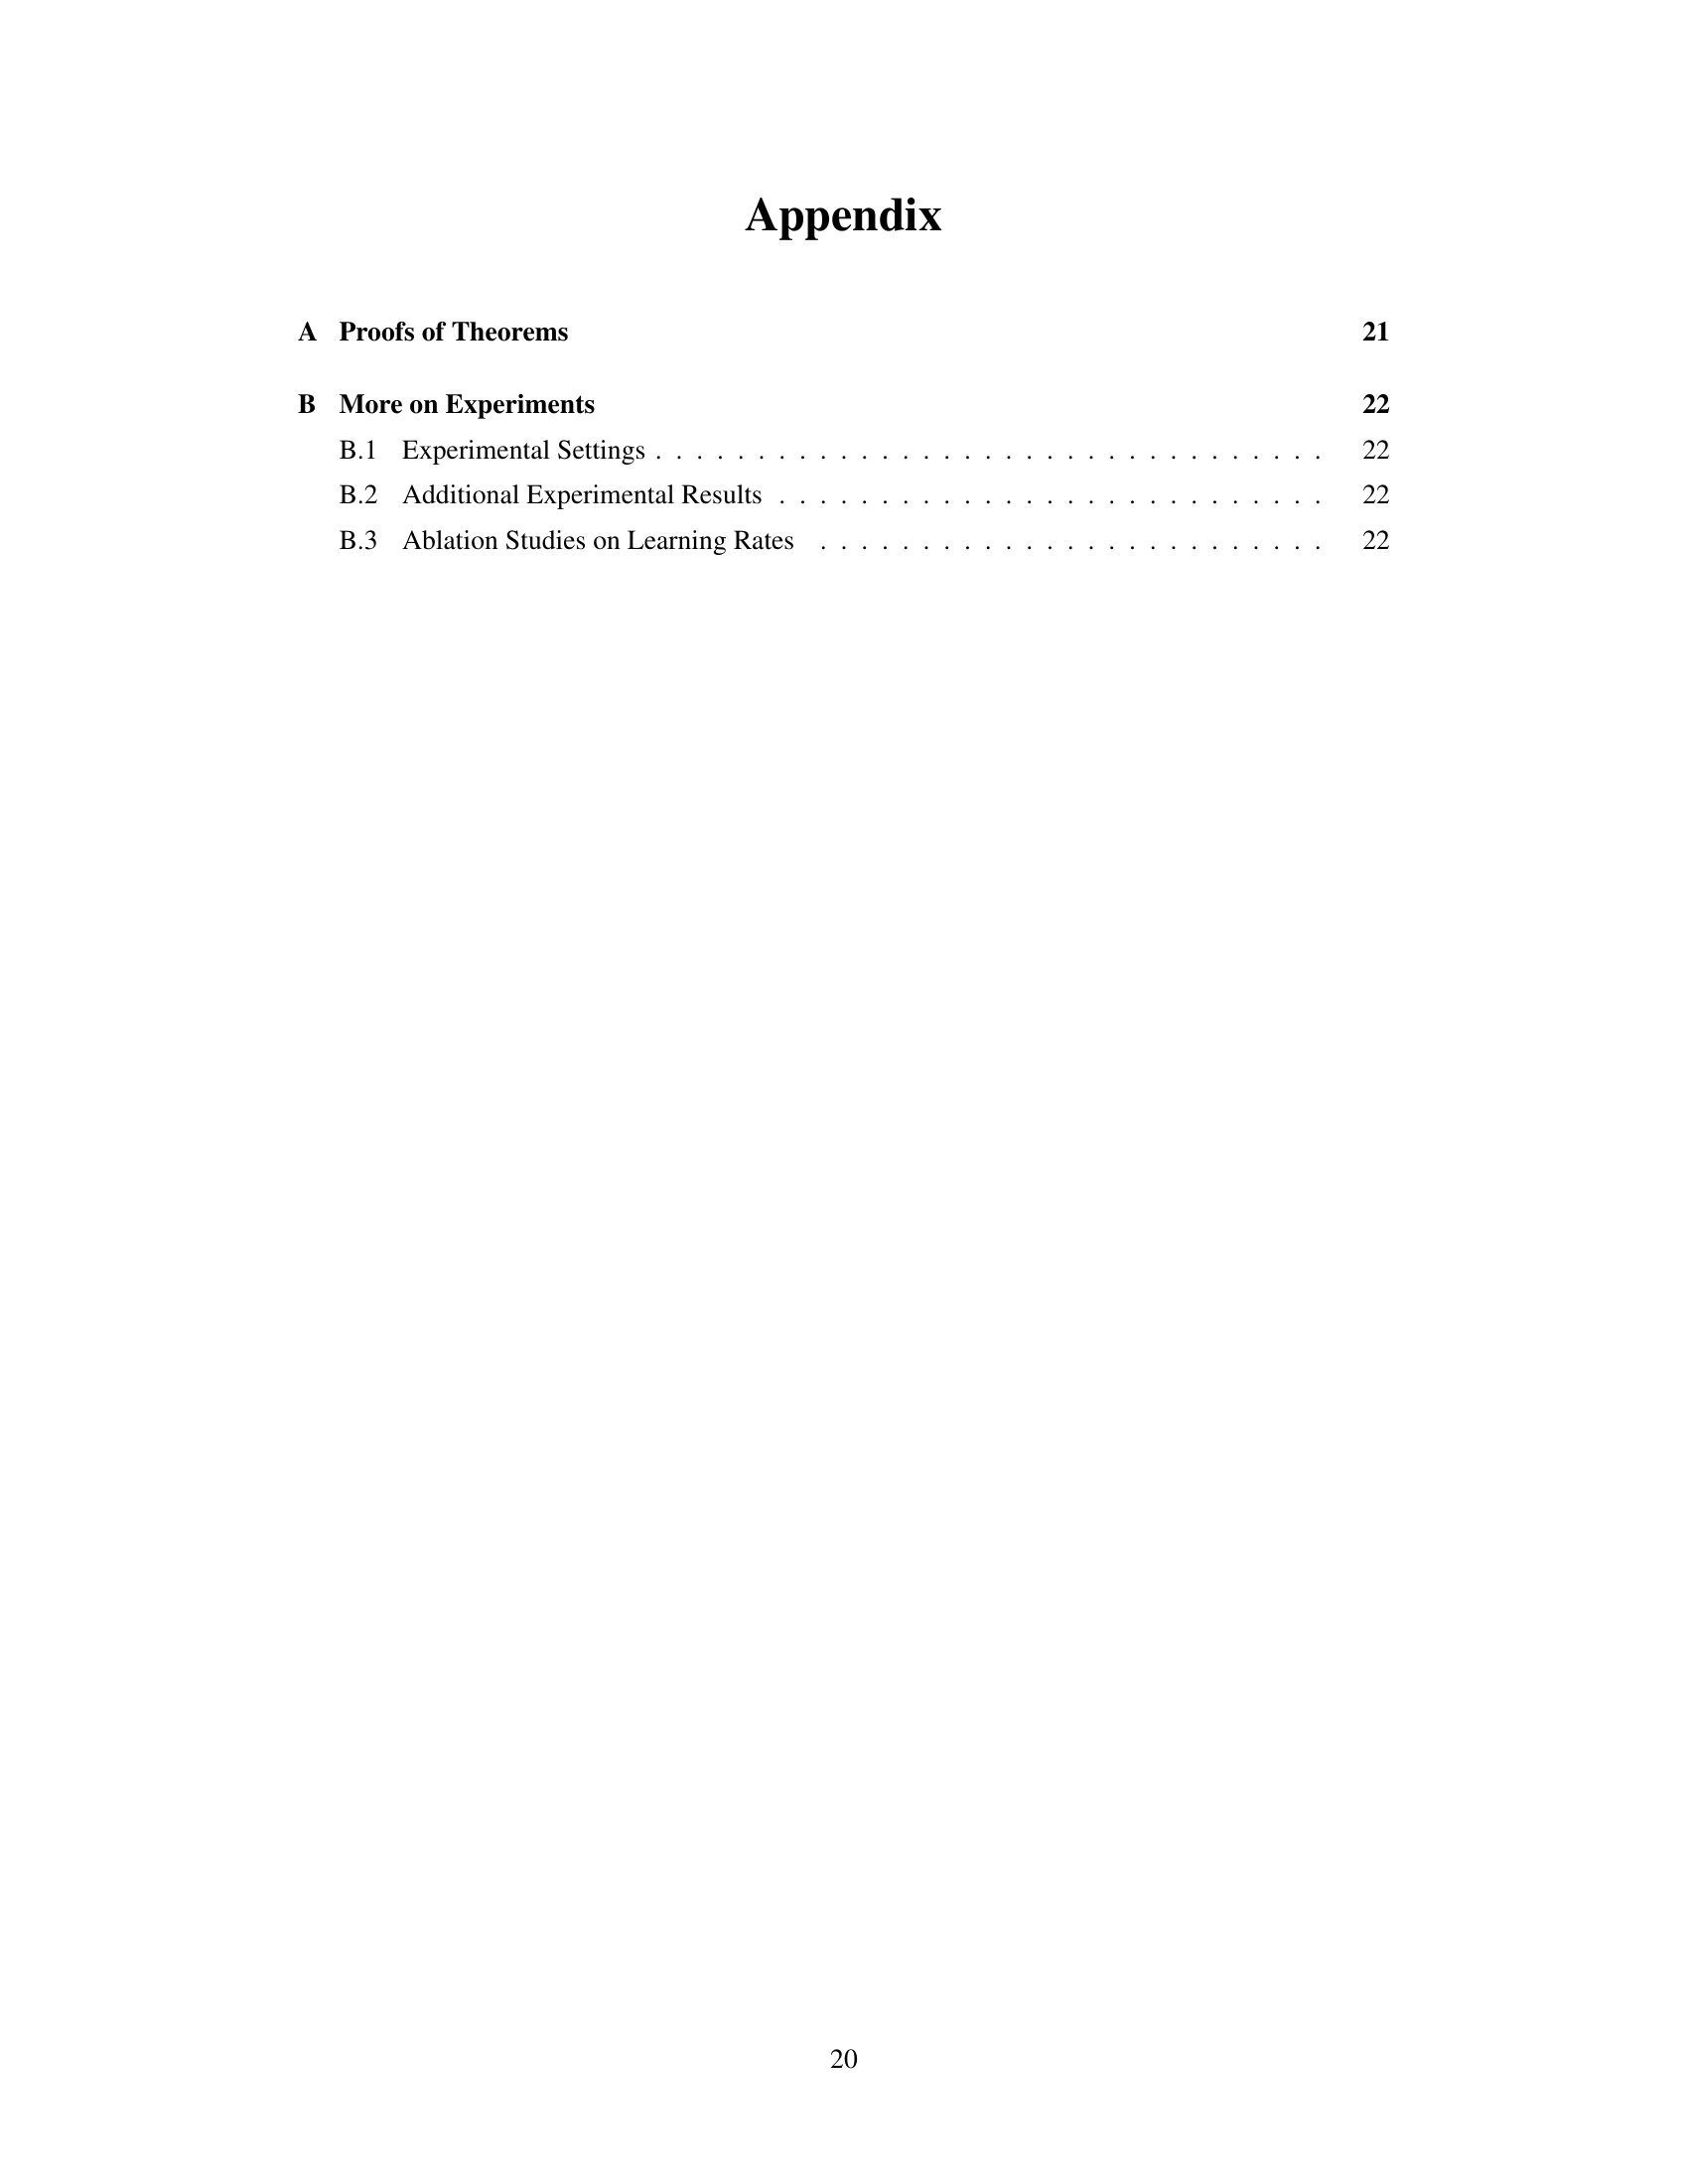 Appendix
A Proofs of Theorems 21
B More on Experiments 22
B.1 Experimental Settings . . . . . . . . . . . . . . . . . . . . . . . . . . . . . . . . . 22
B.2 Additional Experimental Results . . . . . . . . . . . . . . . . . . . . . . . . . . . 22
B.3 Ablation Studies on Learning Rates . . . . . . . . . . . . . . . . . . . . . . . . . 22
20